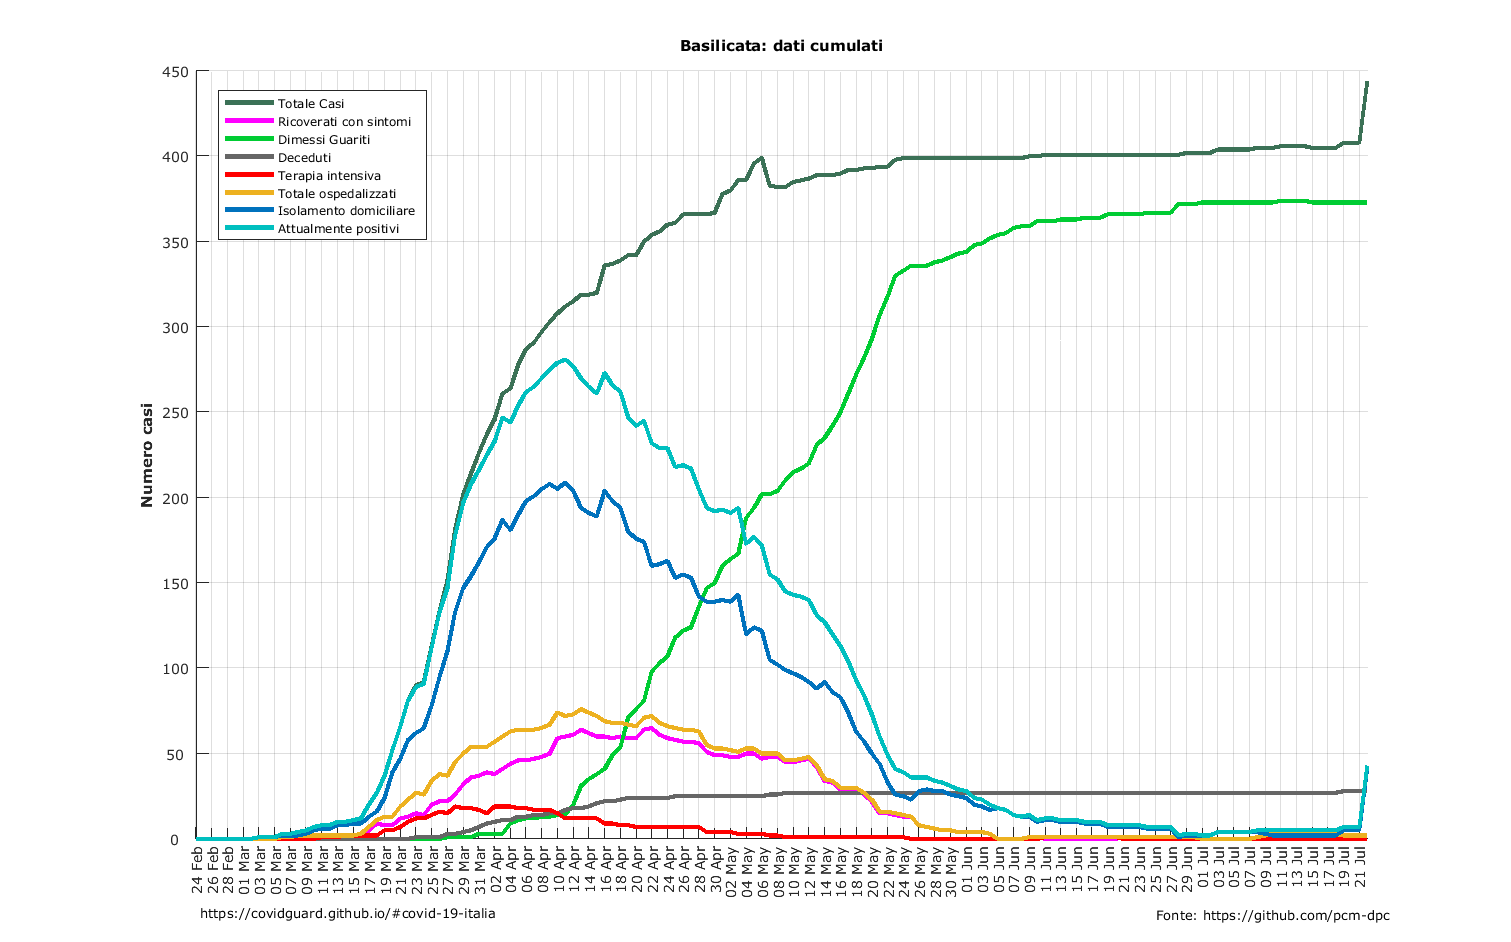 Basilicata: dati cumulati
450
400
350
300
250
200
150
100
50
0
Numero casi
Totale Casi
Ricoverati con sintomi
Dimessi Guariti
Deceduti
Terapia intensiva
Totale ospedalizzati
Isolamento domiciliare
Attualmente positivi
24 Feb
26 Feb
28 Feb
01 Mar
03 Mar
05 Mar
07 Mar
09 Mar
11 Mar
13 Mar
15 Mar
17 Mar
19 Mar
21 Mar
23 Mar
25 Mar
27 Mar
29 Mar
31 Mar
02 Apr
04 Apr
06 Apr
08 Apr
10 Apr
12 Apr
14 Apr
16 Apr
18 Apr
20 Apr
22 Apr
24 Apr
26 Apr
28 Apr
30 Apr
02 May
04 May
06 May
08 May
10 May
12 May
14 May
16 May
18 May
20 May
22 May
24 May
26 May
28 May
30 May
01 Jun
03 Jun
05 Jun
07 Jun
09 Jun
11 Jun
13 Jun
15 Jun
17 Jun
19 Jun
21 Jun
23 Jun
25 Jun
27 Jun
29 Jun
01 Jul
03 Jul
05 Jul
07 Jul
09 Jul
11 Jul
13 Jul
15 Jul
17 Jul
19 Jul
21 Jul
https://covidguard.github.io/#covid-19-italia
Fonte: https://github.com/pcm-dpc